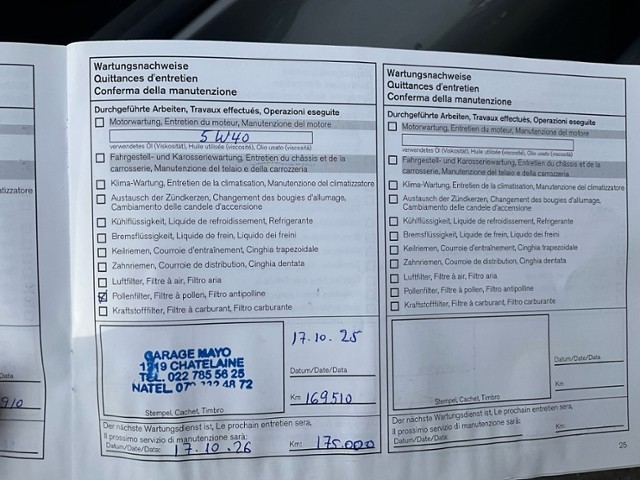 Wartungsnachweise
Quittances d'entretien
Conferma della manutenzione
Durchgeführte Arbeiten, Travaux effectués, Operazioni eseguite
Motorwartung, Entretien du moteur, Manutenzione del motore
5W40
verwendetes Öl (Viskosität), Huile utilisée (viscosité), Olio usato (viscosità)
Fahrgestell- und Karosseriewartung, Entretien du châssis et de la
carrosserie, Manutenzione del telaio e della carrozzeria
Klima-Wartung, Entretien de la climatisation, Manutenzione del climatizzatore
Austausch der Zündkerzen, Changement des bougies d'allumage,
Cambiamento delle candele d'accensione
Kühlflüssigkeit, Liquide de refroidissement, Refrigerante
Bremsflüssigkeit, Liquide de frein, Liquido dei freini
Keilriemen, Courroie d'entraînement, Cinghia trapezoidale
Zahnriemen, Courroie de distribution, Cinghia dentata
Luftfilter, Filtre à air, Filtro aria
Pollenfilter, Filtre à pollen, Filtro antipolline
Kraftstofffilter, Filtre à carburant, Filtro carburante
GARAGE MAYO
1219 CHATELAINE
TEL. 022 785 56 25
NATEL 48 72
Stempel, Cachet, Timbro
17.10.25
Datum/Date/Data
Km 169510
Der nächste Wartungsdienst ist, Le prochain entretien sera,
Il prossimo servizio di manutenzione sarà:
Datum/Date/Data: 17.10.26 Km: 175.000
Wartungsnachweise
Quittances d'entretien
Conferma della manutenzione
Durchgeführte Arbeiten, Travaux effectués, Operazioni eseguite
Motorwartung, Entretien du moteur, Manutenzione del motore
verwendetes Öl (Viskosität), Huile utilisée (viscosité), Olio usato (viscosità)
Fahrgestell- und Karosseriewartung, Entretien du châssis et de la
carrosserie, Manutenzione del telaio e della carrozzeria
Klima-Wartung, Entretien de la climatisation, Manutenzione del climatizzatore
Austausch der Zündkerzen, Changement des bougies d'allumage,
Cambiamento delle candele d'accensione
Kühlflüssigkeit, Liquide de refroidissement, Refrigerante
Bremsflüssigkeit, Liquide de frein, Liquido dei freini
Keilriemen, Courroie d'entraînement, Cinghia trapezoidale
Zahnriemen, Courroie de distribution, Cinghia dentata
Luftfilter, Filtre à air, Filtro aria
Pollenfilter, Filtre à pollen, Filtro antipolline
Kraftstofffilter, Filtre à carburant, Filtro carburante
Stempel, Cachet, Timbro
Datum/Date/Data
Km
Der nächste Wartungsdienst ist, Le prochain entretien sera,
Il prossimo servizio di manutenzione sarà:
Datum/Date/Data: Km:
25